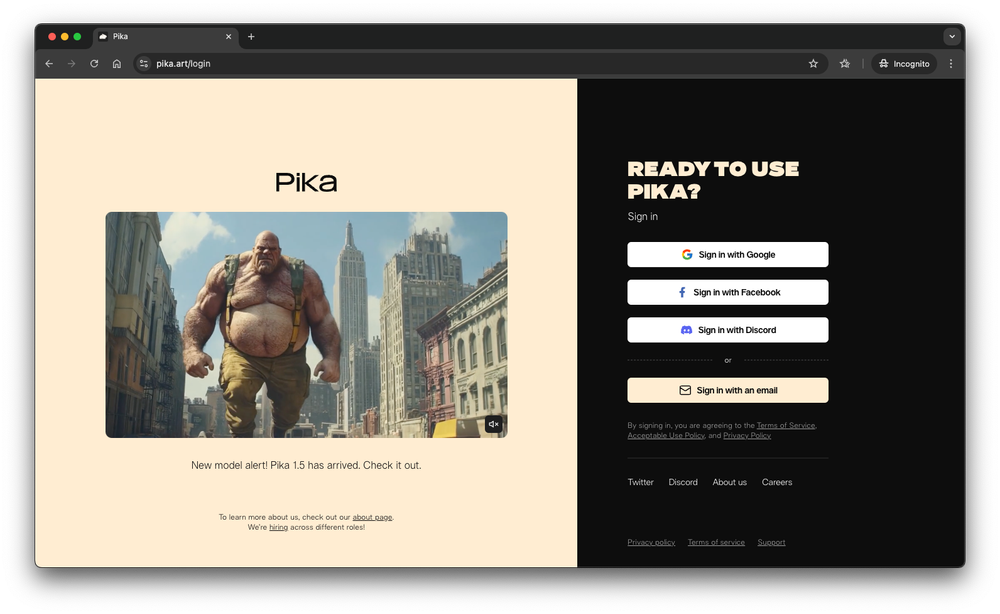 Pika
pika.art/login
Incognito
Pika
New model alert! Pika 1.5 has arrived. Check it out.
To learn more about us, check out our about page.
We're hiring across different roles!
READY TO USE
PIKA?
Sign in
Sign in with Google
Sign in with Facebook
Sign in with Discord
or
Sign in with an email
By signing in, you are agreeing to the Terms of Service,
Acceptable Use Policy, and Privacy Policy
Twitter Discord About us Careers
Privacy policy Terms of service Support